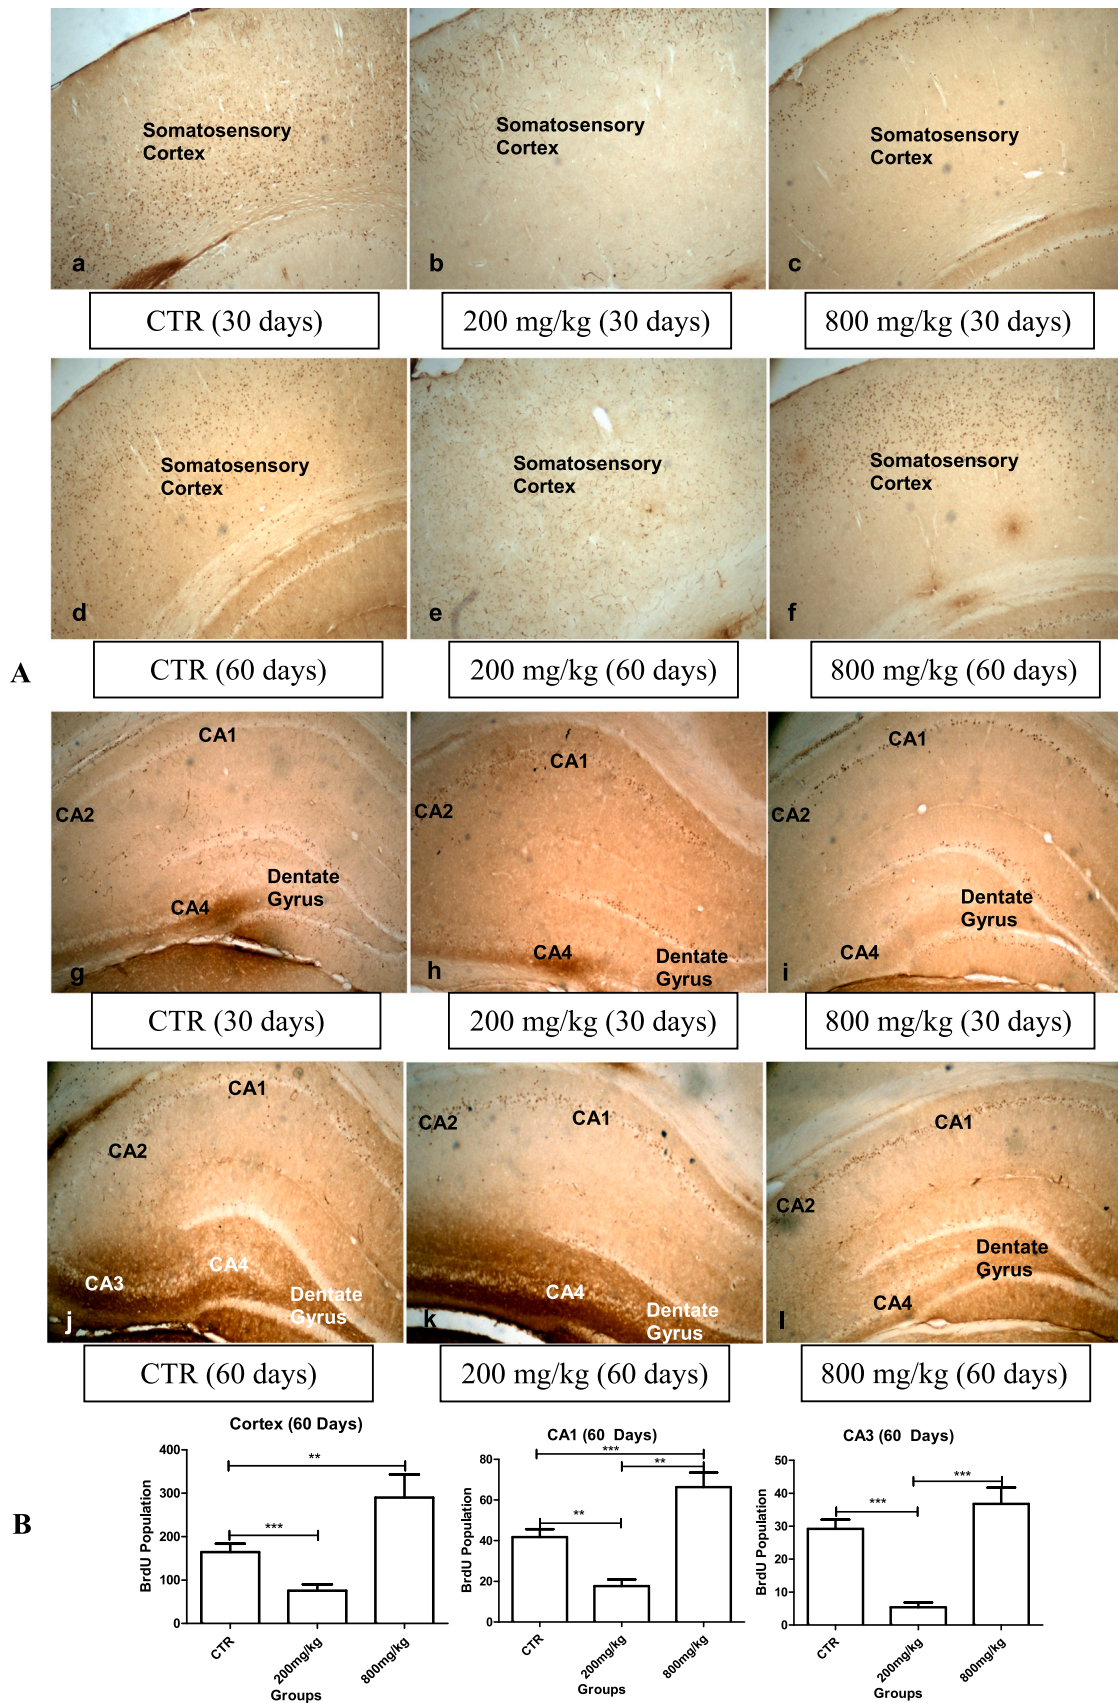 Somatosensory
Cortex
a
Somatosensory
Cortex
b
Somatosensory
Cortex
c
CTR (30 days)
200 mg/kg (30 days)
800 mg/kg (30 days)
Somatosensory
Cortex
d
Somatosensory
Cortex
e
Somatosensory
Cortex
f
CTR (60 days)
200 mg/kg (60 days)
800 mg/kg (60 days)
A
CA1
CA2
Dentate
Gyrus
CA4
g
CA1
CA2
CA4
Dentate
Gyrus
h
CA1
CA2
Dentate
Gyrus
CA4
i
CTR (30 days)
200 mg/kg (30 days)
800 mg/kg (30 days)
CA1
CA2
CA4
CA3
Dentate
Gyrus
j
CA2
CA1
CA4
Dentate
Gyrus
k
CA1
CA2
Dentate
Gyrus
CA4
l
CTR (60 days)
200 mg/kg (60 days)
800 mg/kg (60 days)
B
Cortex (60 Days)
BrdU Population
400
300
200
100
0
**
***
CTR
200mg/kg
800mg/kg
Groups
CA1 (60 Days)
BrdU Population
80
60
40
20
0
***
**
**
CTR
200mg/kg
800mg/kg
Groups
CA3 (60 Days)
BrdU Population
50
40
30
20
10
0
***
***
CTR
200mg/kg
800mg/kg
Groups